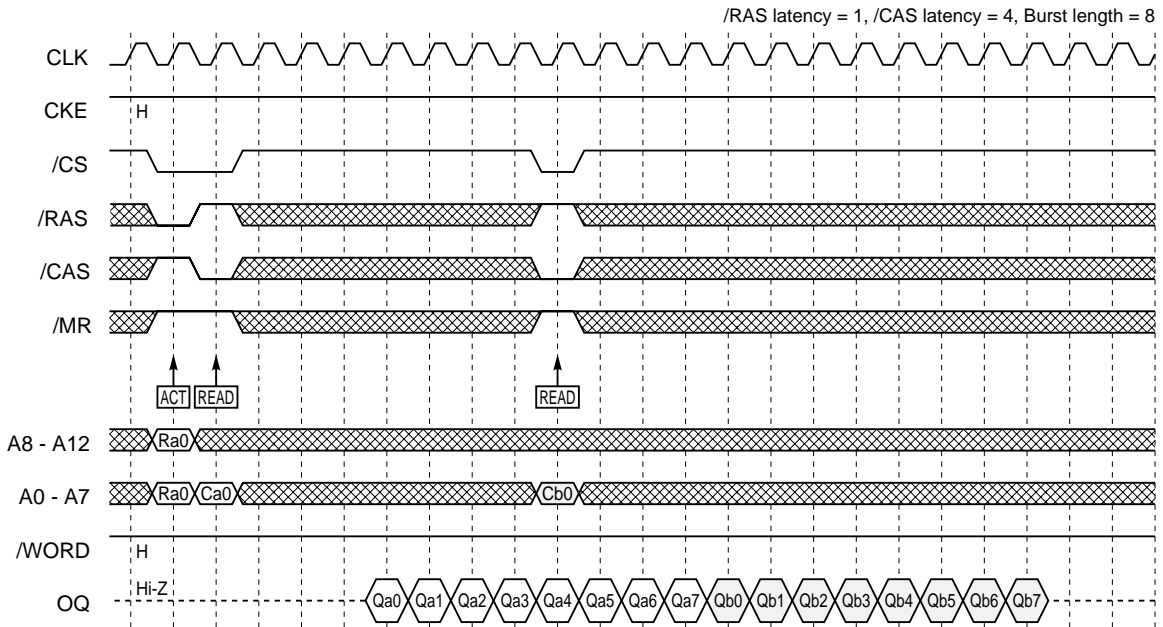 /RAS latency = 1, /CAS latency = 4, Burst length = 8
CLK
CKE H
/CS
/RAS
/CAS
/MR
ACT READ READ
A8 - A12 Ra0
A0 - A7 Ra0 Ca0 Cb0
/WORD H
OQ Hi-Z Qa0 Qa1 Qa2 Qa3 Qa4 Qa5 Qa6 Qa7 Qb0 Qb1 Qb2 Qb3 Qb4 Qb5 Qb6 Qb7